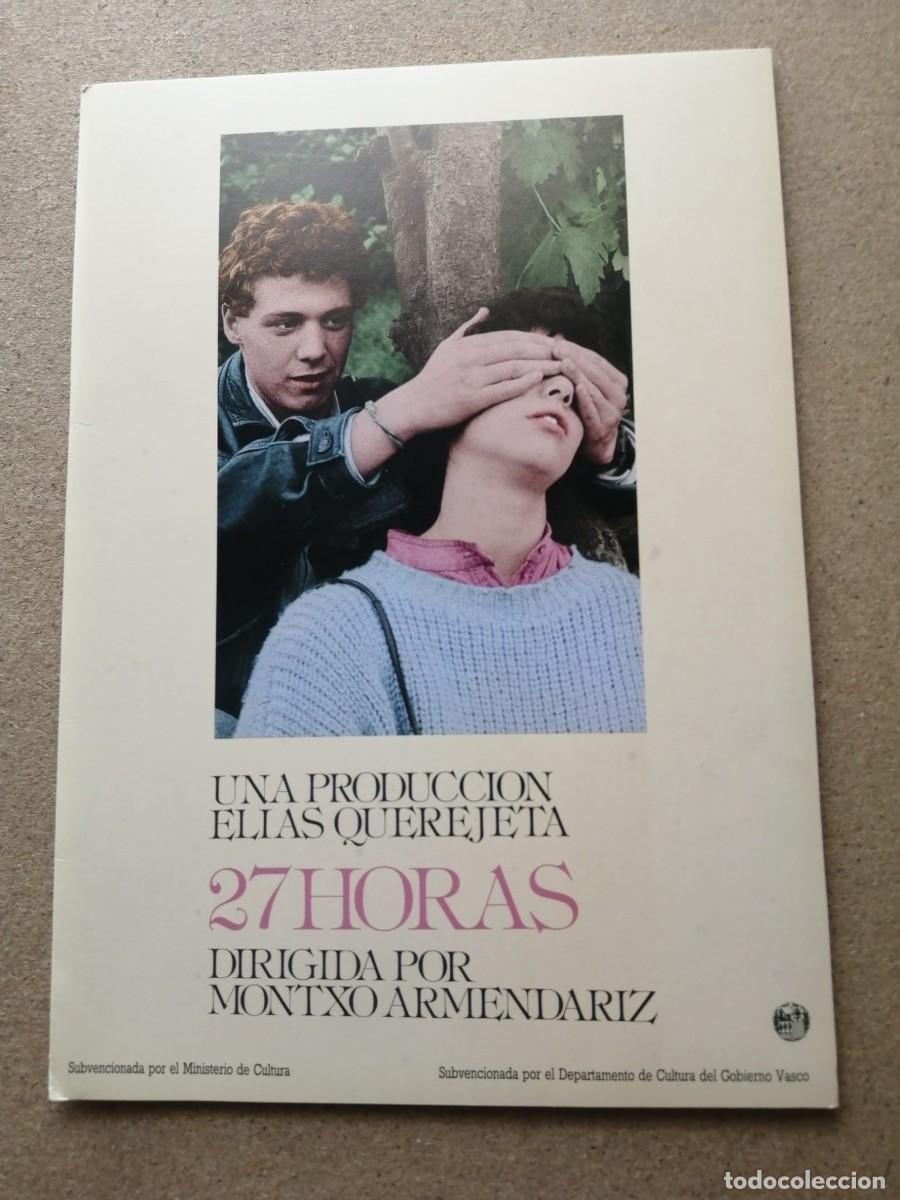 UNA PRODUCCION
ELIAS QUEREJETA
27 HORAS
DIRIGIDA POR
MONTXO ARMENDARIZ
Subvencionada por el Ministerio de Cultura
Subvencionada por el Departamento de Cultura del Gobierno Vasco
todocoleccion